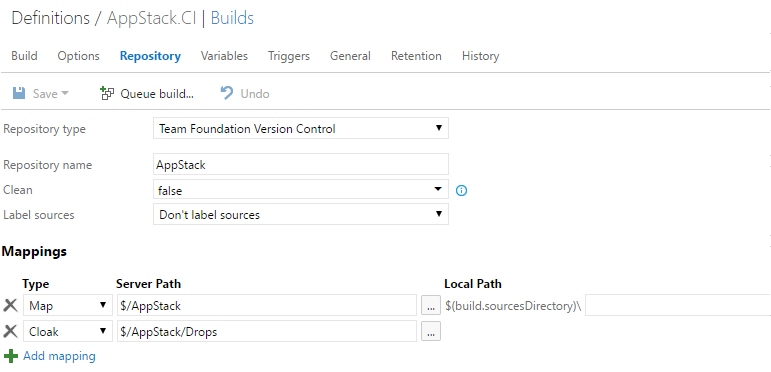 Definitions / AppStack.CI | Builds
Build Options Repository Variables Triggers General Retention History
Save Queue build... Undo
Repository type Team Foundation Version Control
Repository name AppStack
Clean false
Label sources Don't label sources
Mappings
Type Server Path Local Path
Map $/AppStack ... $(build.sourcesDirectory)\
Cloak $/AppStack/Drops ...
Add mapping